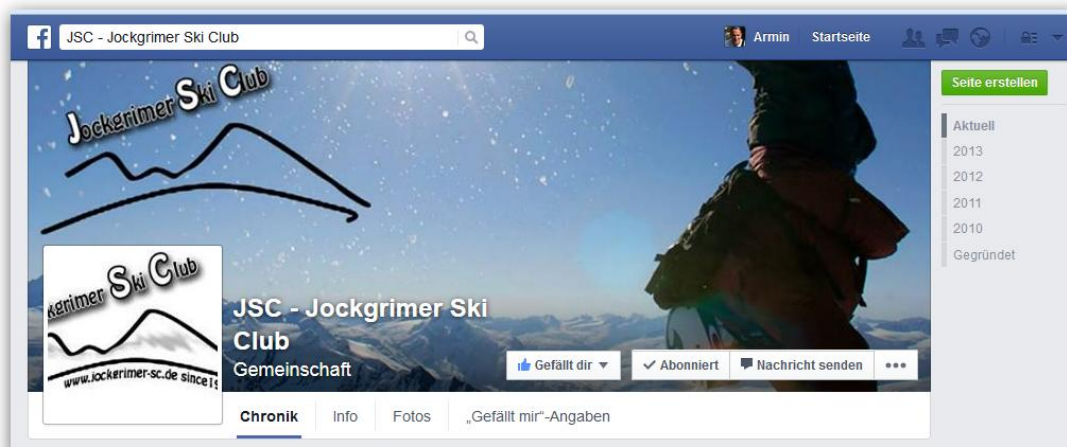 JSC - Jockgrimer Ski Club
Armin Startseite
Jockgrimer Ski Club
Seite erstellen
Aktuell
2013
2012
2011
2010
Gegründet
kgrimer Ski Club
www.jockgrimer-sc.de since
JSC - Jockgrimer Ski
Club
Gemeinschaft
Gefällt dir
Abonniert
Nachricht senden
Chronik Info Fotos „Gefällt mir“-Angaben